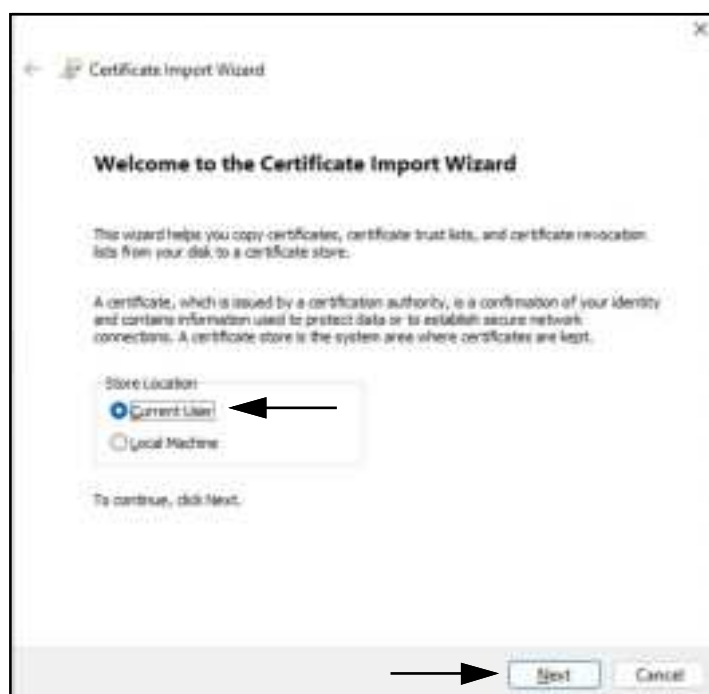 Certificate Import Wizard
Welcome to the Certificate Import Wizard
This wizard helps you copy certificates, certificate trust lists, and certificate revocation
lists from your disk to a certificate store.
A certificate, which is issued by a certification authority, is a confirmation of your identity
and contains information used to protect data or to establish secure network
connections. A certificate store is the system area where certificates are kept.
Store Location
Current User
Local Machine
To continue, click Next.
Next
Cancel